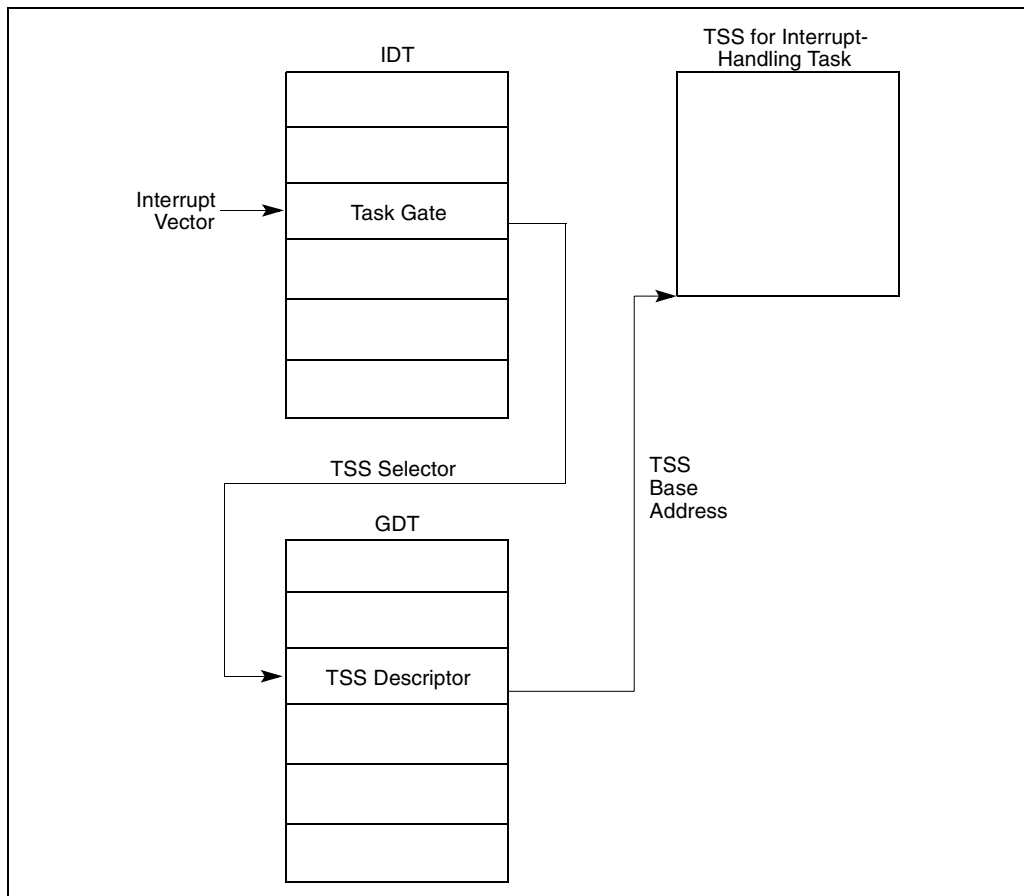 IDT
TSS for Interrupt-
Handling Task
Interrupt
Vector
Task Gate
TSS Selector
TSS
Base
Address
GDT
TSS Descriptor